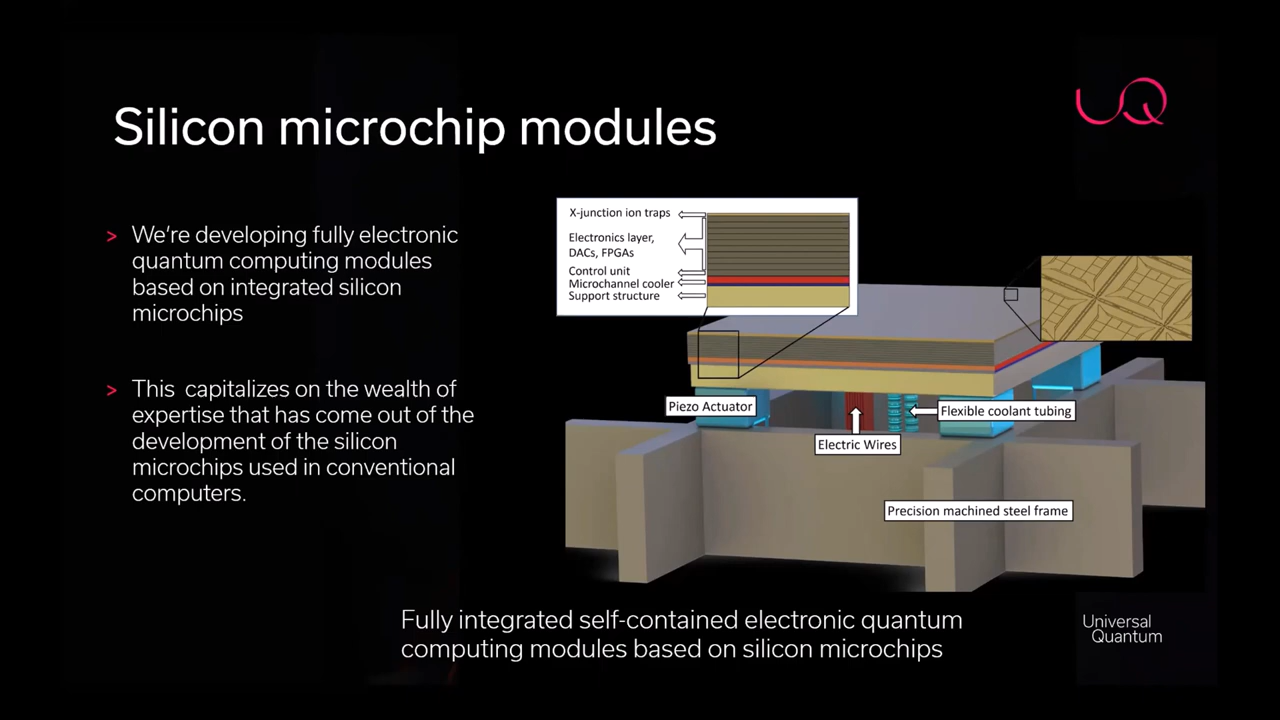 UQ
Silicon microchip modules
> We're developing fully electronic
quantum computing modules
based on integrated silicon
microchips
> This capitalizes on the wealth of
expertise that has come out of the
development of the silicon
microchips used in conventional
computers.
X-junction ion traps
Electronics layer,
DACs, FPGAs
Control unit
Microchannel cooler
Support structure
Piezo Actuator
Flexible coolant tubing
Electric Wires
Precision machined steel frame
Fully integrated self-contained electronic quantum
computing modules based on silicon microchips
Universal
Quantum